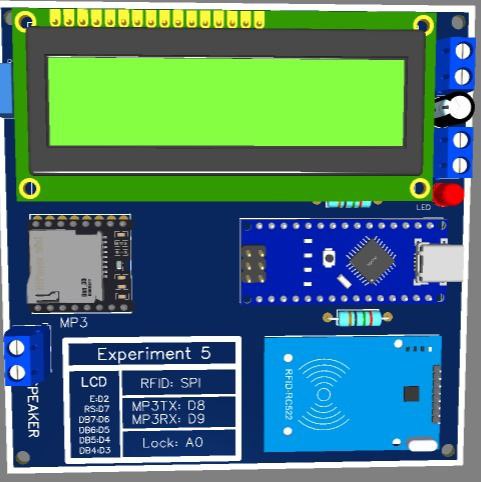 LED
MP3
SPEAKER
RFID-RC522
Experiment 5
LCD
E:D2
RS:D7
DB7:D6
DB6:D5
DB5:D4
DB4:D3
RFID: SPI
MP3TX: D8
MP3RX: D9
Lock: A0